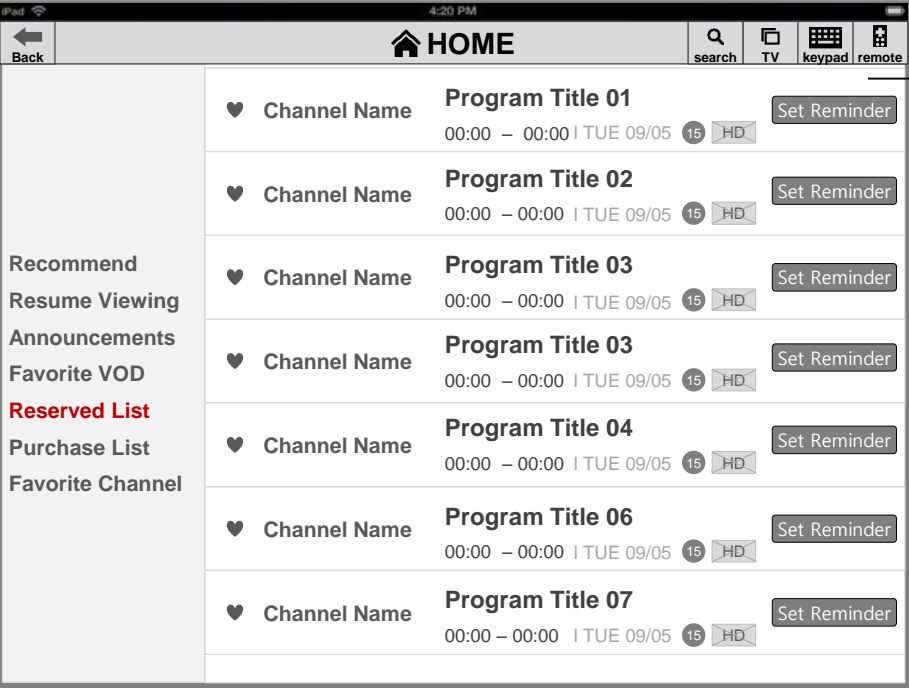 iPad 4:20 PM
Back HOME search TV keypad remote
Recommend
Resume Viewing
Announcements
Favorite VOD
Reserved List
Purchase List
Favorite Channel
Channel Name Program Title 01 Set Reminder
00:00 – 00:00 I TUE 09/05 15 HD
Channel Name Program Title 02 Set Reminder
00:00 – 00:00 I TUE 09/05 15 HD
Channel Name Program Title 03 Set Reminder
00:00 – 00:00 I TUE 09/05 15 HD
Channel Name Program Title 03 Set Reminder
00:00 – 00:00 I TUE 09/05 15 HD
Channel Name Program Title 04 Set Reminder
00:00 – 00:00 I TUE 09/05 15 HD
Channel Name Program Title 06 Set Reminder
00:00 – 00:00 I TUE 09/05 15 HD
Channel Name Program Title 07 Set Reminder
00:00 – 00:00 I TUE 09/05 15 HD